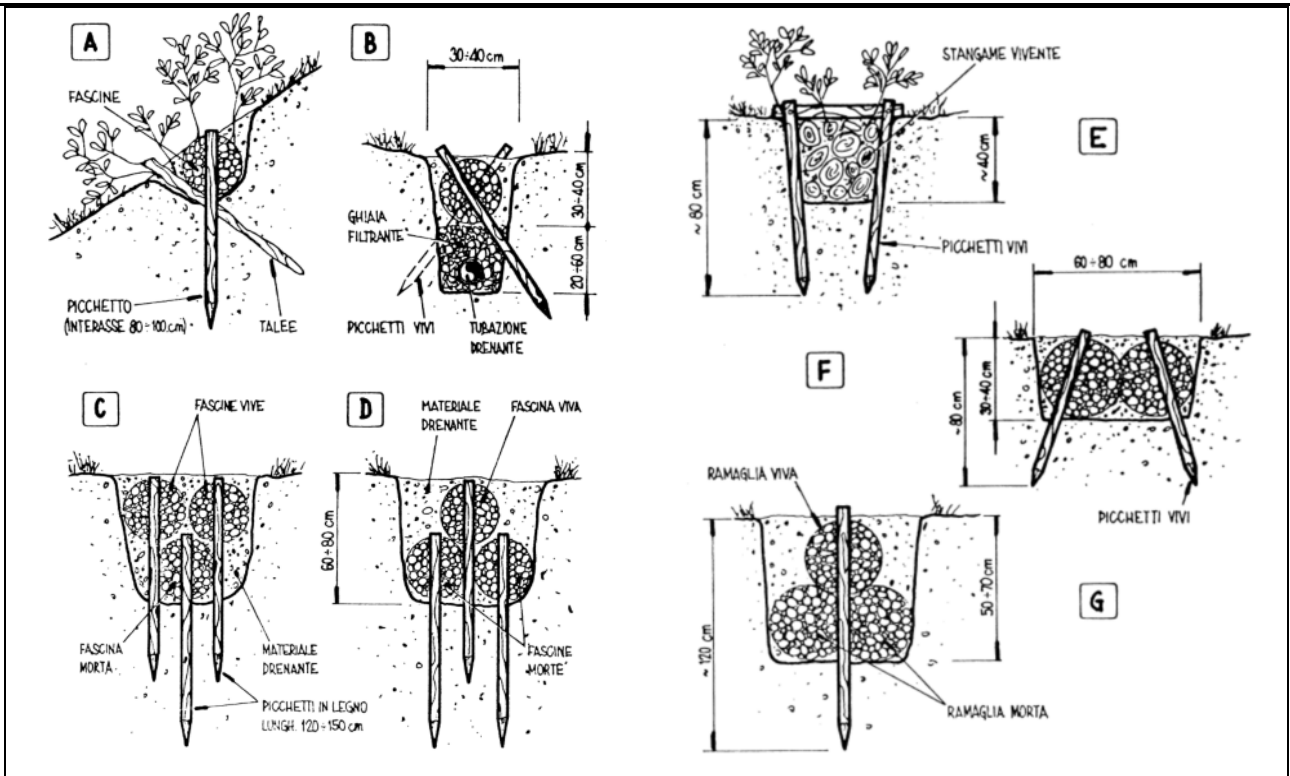 A
FASCINE
PICCHETTO
(INTERASSE 80÷100.cm)
TALEE
B
30÷40 cm
GHIAIA
FILTRANTE
30÷40 cm
20÷60 cm
PICCHETTI VIVI
TUBAZIONE
DRENANTE
C
FASCINE VIVE
FASCINA
MORTA
MATERIALE
DRENANTE
PICCHETTI IN LEGNO
LUNGH. 120÷150 cm
D
MATERIALE
DRENANTE
FASCINA VIVA
60÷80 cm
FASCINE
MORTE
STANGAME VIVENTE
E
~80 cm
~40 cm
PICCHETTI VIVI
F
60÷80 cm
~80 cm
30÷40 cm
PICCHETTI VIVI
RAMAGLIA VIVA
G
~120 cm
50÷70 cm
RAMAGLIA MORTA